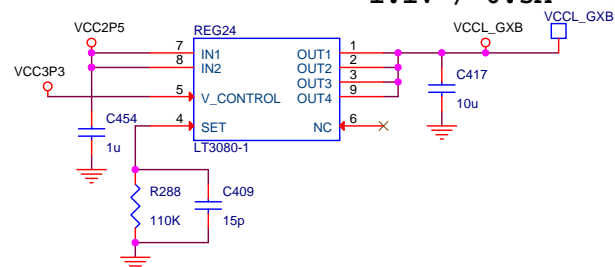 VCCL_GXB
VCC2P5
REG24
VCCL_GXB
7 IN1 OUT1 1
8 IN2 OUT2 2
OUT3 3
VCC3P3
5 V_CONTROL OUT4 9
C417
10u
C454
1u
4 SET NC 6
LT3080-1
R288
110K
C409
15p